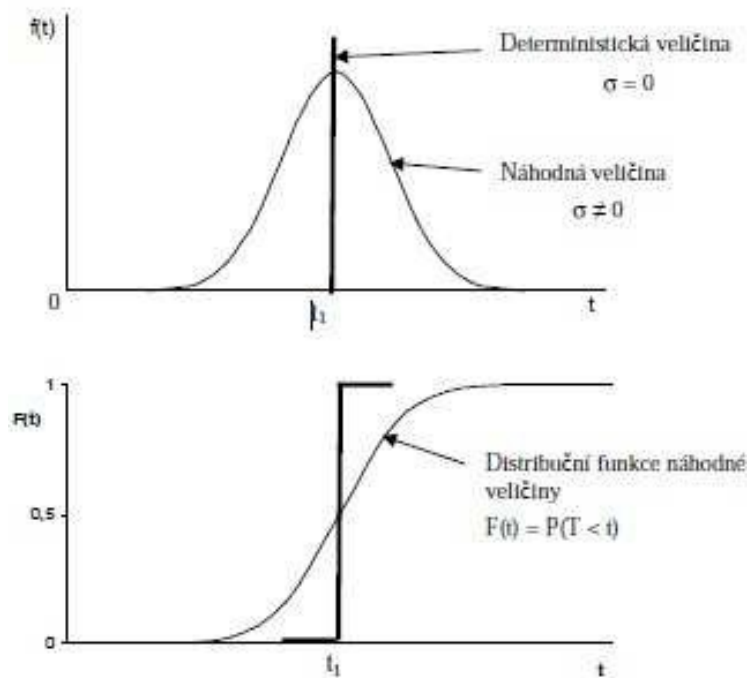 f(t)
Deterministická veličina
σ = 0
Náhodná veličina
σ ≠ 0
0
t₁
t
1
F(t)
Distribuční funkce náhodné
veličiny
0,5
F(t) = P(T < t)
0
t₁
t